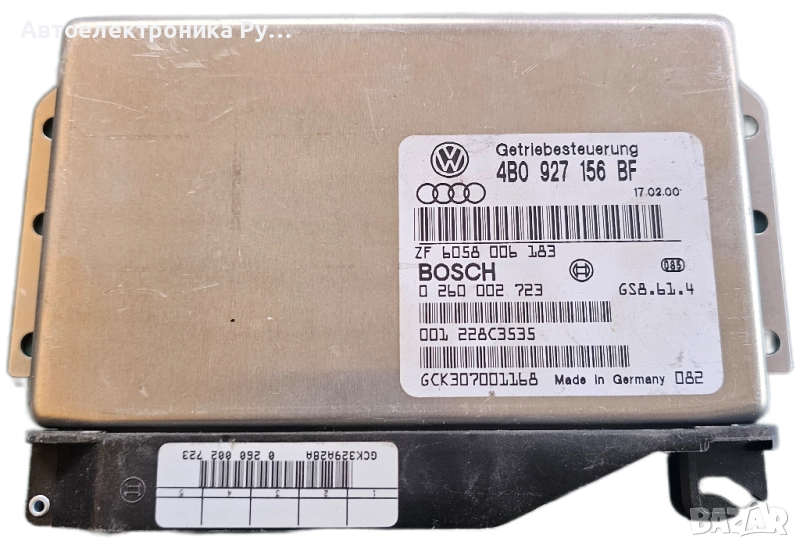 Автоелектроника Ру...
Getriebesteuerung
4B0 927 156 BF
17.02.00
ZF 6058 006 183
BOSCH
085
0 260 002 723
GS8.61.4
001 228C3535
GCK307001168
Made in Germany
082
GCK329A28A
0 260 002 723
1 2 3 4 5
BAZAR